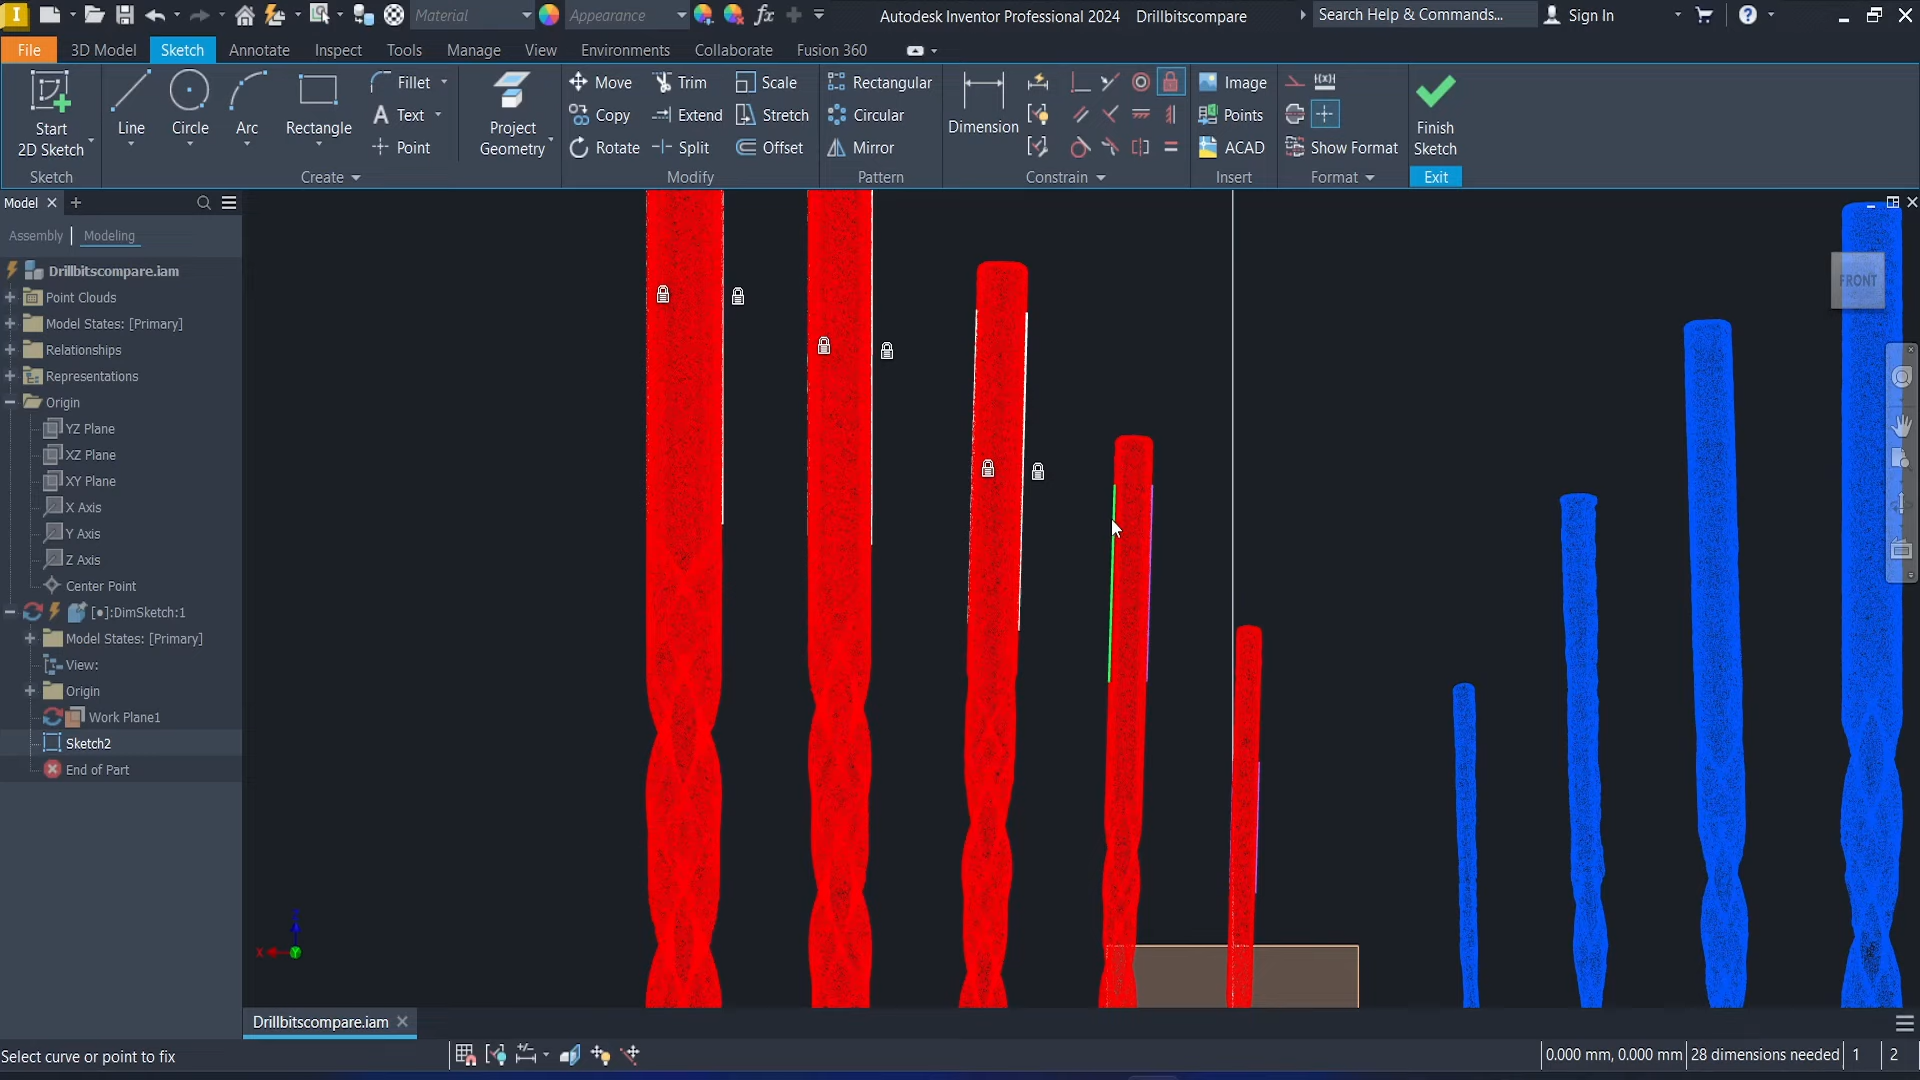 Material
Appearance
fx
Autodesk Inventor Professional 2024 Drillbitscompare
Search Help & Commands...
Sign In
File 3D Model Sketch Annotate Inspect Tools Manage View Environments Collaborate Fusion 360
Start
2D Sketch
Line
Circle
Arc
Rectangle
Fillet
Text
Point
Project
Geometry
Move
Copy
Rotate
Trim
Extend
Split
Scale
Stretch
Offset
Rectangular
Circular
Mirror
Dimension
Image
Points
ACAD
Show Format
Finish
Sketch
Sketch Create Modify Pattern Constrain Insert Format Exit
Model
Assembly | Modeling
Drillbitscompare.iam
Point Clouds
Model States: [Primary]
Relationships
Representations
Origin
YZ Plane
XZ Plane
XY Plane
X Axis
Y Axis
Z Axis
Center Point
[●]:DimSketch:1
Model States: [Primary]
View:
Origin
Work Plane1
Sketch2
End of Part
FRONT
X
Drillbitscompare.iam
Select curve or point to fix
0.000 mm, 0.000 mm 28 dimensions needed 1 2